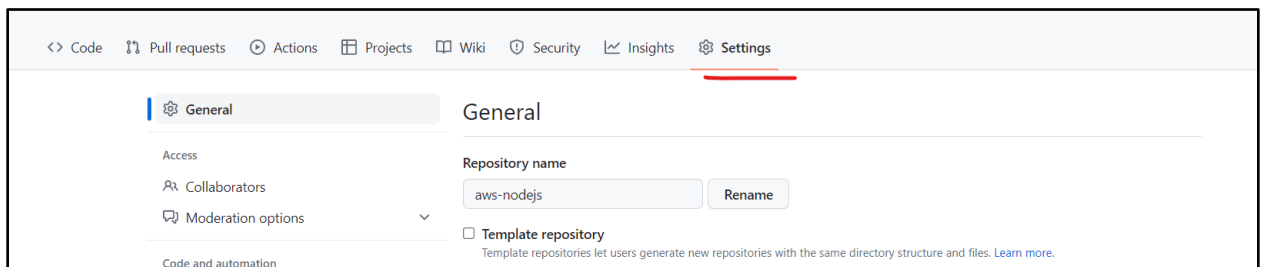 Code Pull requests Actions Projects Wiki Security Insights Settings
General
Access
Collaborators
Moderation options
Code and automation
General
Repository name
aws-nodejs Rename
Template repository
Template repositories let users generate new repositories with the same directory structure and files. Learn more.